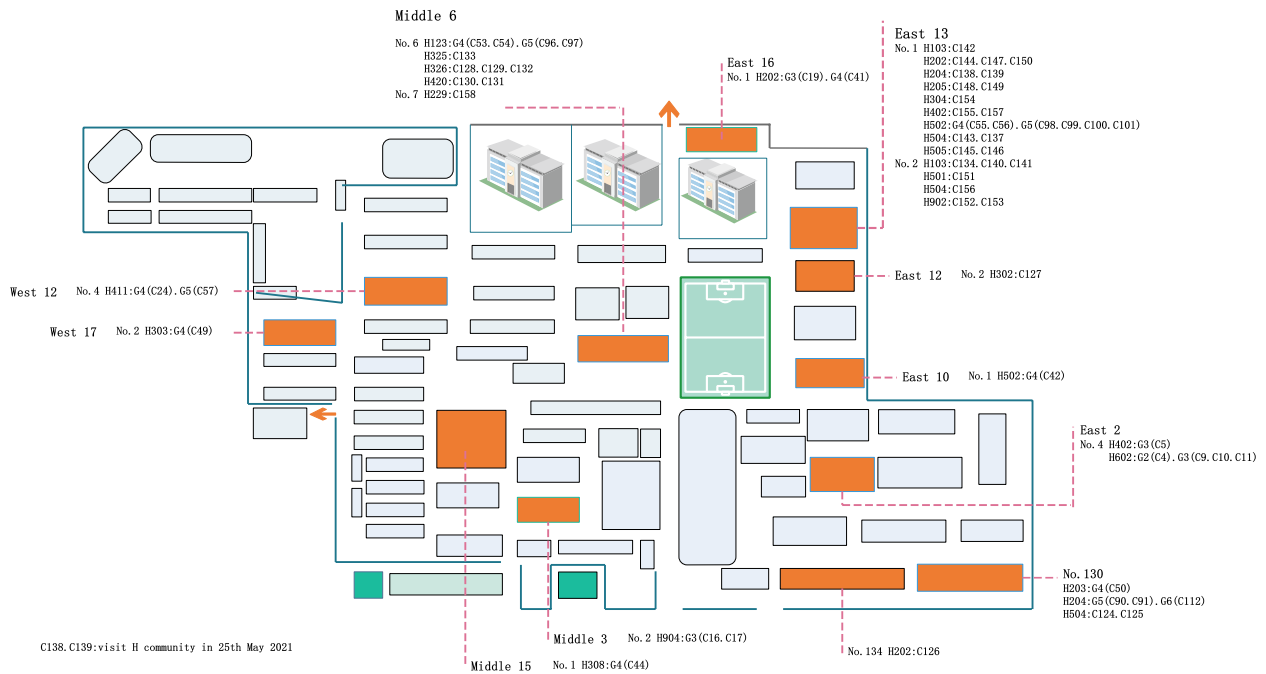 Middle 6
No.6 H123:G4(C53.C54).G5(C96.C97)
H325:C133
H326:C128.C129.C132
H420:C130.C131
No.7 H229:C158
East 16
No.1 H202:G3(C19).G4(C41)
East 13
No.1 H103:C142
H202:C144.C147.C150
H204:C138.C139
H205:C148.C149
H304:C154
H402:C155.C157
H502:G4(C55.C56).G5(C98.C99.C100.C101)
H504:C143.C137
H505:C145.C146
No.2 H103:C134.C140.C141
H501:C151
H504:C156
H902:C152.C153
East 12 No.2 H302:C127
West 12 No.4 H411:G4(C24).G5(C57)
West 17 No.2 H303:G4(C49)
East 10 No.1 H502:G4(C42)
East 2
No.4 H402:G3(C5)
H602:G2(C4).G3(C9.C10.C11)
No.130
H203:G4(C50)
H204:G5(C90.C91).G6(C112)
H504:C124.C125
Middle 3 No.2 H904:G3(C16.C17)
C138.C139:visit H community in 25th May 2021
No.134 H202:C126
Middle 15 No.1 H308:G4(C44)